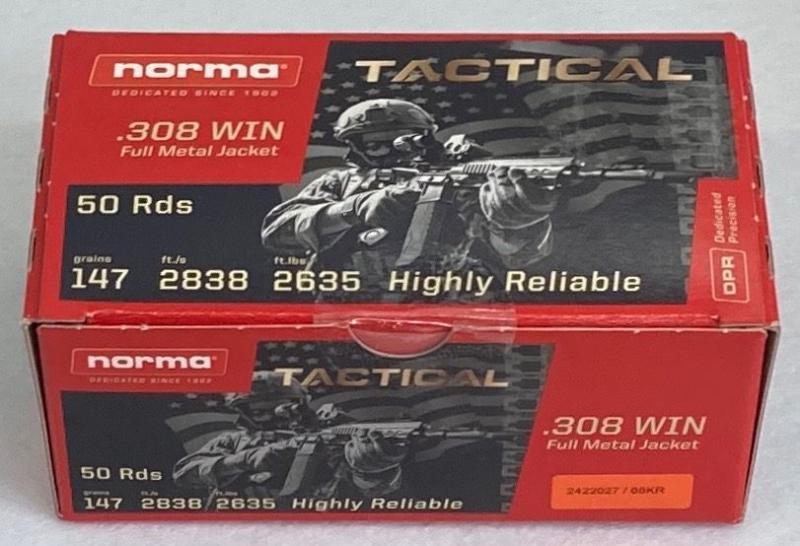 norma®
DEDICATED SINCE 1902
TACTICAL
.308 WIN
Full Metal Jacket
50 Rds
grains ft./s ft.lbs
147 2838 2635 Highly Reliable
DPR Dedicated
Precision
norma®
DEDICATED SINCE 1902
TACTICAL
.308 WIN
Full Metal Jacket
50 Rds
grains ft./s ft.lbs
147 2838 2635 Highly Reliable